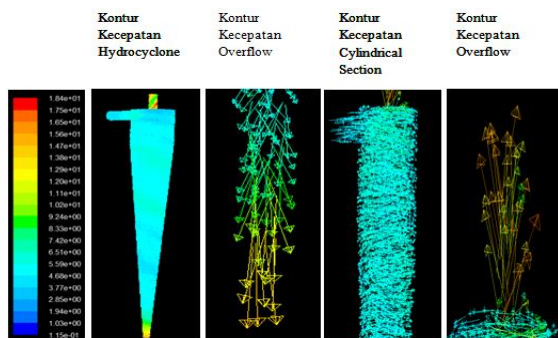 Kontur
Kecepatan
Hydrocyclone
Kontur
Kecepatan
Overflow
Kontur
Kecepatan
Cylindrical
Section
Kontur
Kecepatan
Overflow
1.84e+01
1.75e+01
1.65e+01
1.56e+01
1.47e+01
1.38e+01
1.29e+01
1.20e+01
1.11e+01
1.02e+01
9.24e+00
8.33e+00
7.42e+00
6.51e+00
5.59e+00
4.68e+00
3.77e+00
2.85e+00
1.94e+00
1.03e+00
1.15e-01